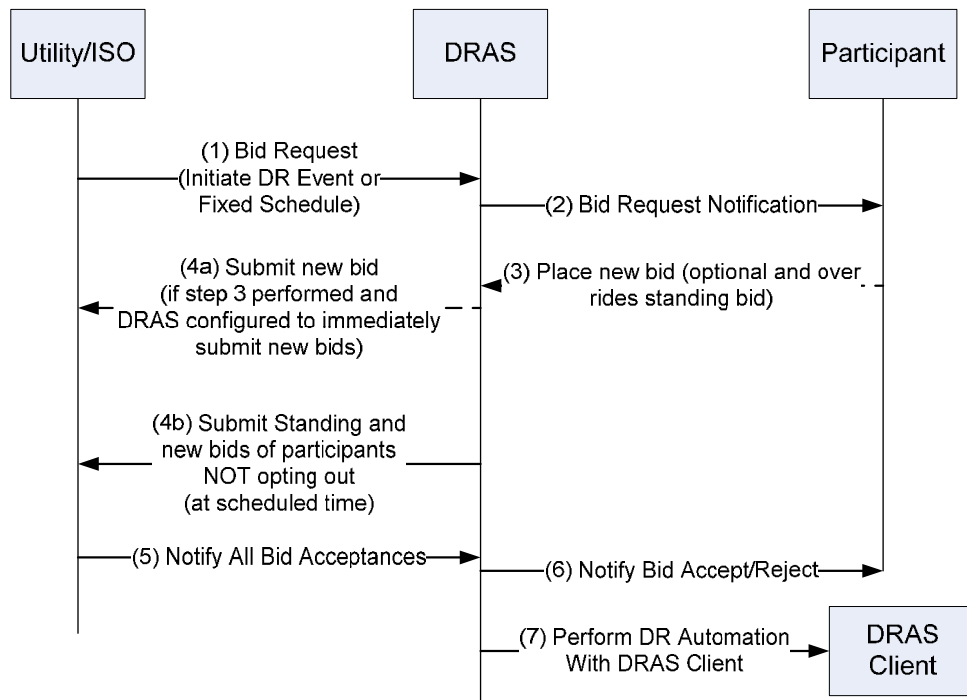 Utility/ISO
DRAS
Participant
(1) Bid Request
(Initiate DR Event or
Fixed Schedule)
(2) Bid Request Notification
(3) Place new bid (optional and over
rides standing bid)
(4a) Submit new bid
(if step 3 performed and
DRAS configured to immediately
submit new bids)
(4b) Submit Standing and
new bids of participants
NOT opting out
(at scheduled time)
(5) Notify All Bid Acceptances
(6) Notify Bid Accept/Reject
(7) Perform DR Automation
With DRAS Client
DRAS
Client